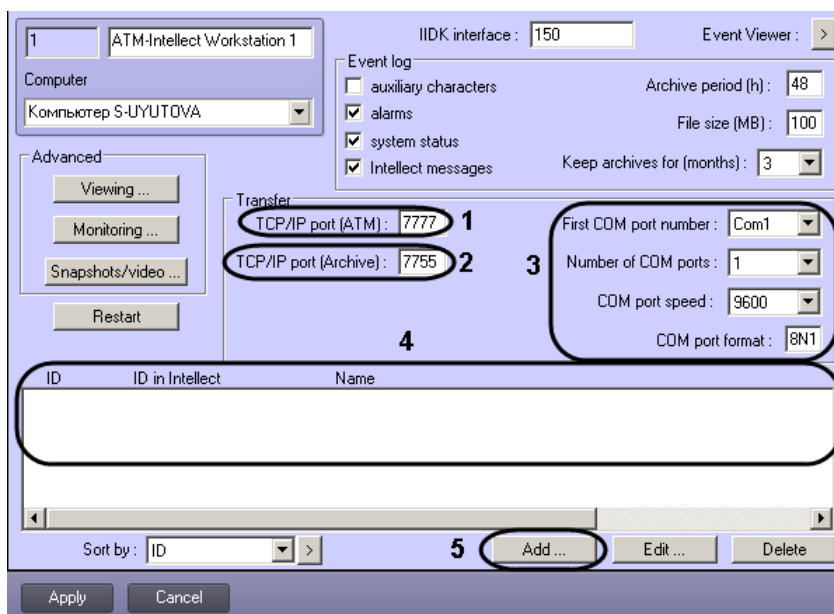 1 ATM-Intellect Workstation 1 IIDK interface : 150 Event Viewer : >
Computer
Компьютер S-UYUTOVA
Event log
auxiliary characters Archive period (h) : 48
alarms
system status File size (MB) : 100
Intellect messages Keep archives for (months) : 3
Advanced
Viewing ...
Monitoring ...
Snapshots/video ...
Restart
Transfer
TCP/IP port (ATM) : 7777 1
TCP/IP port (Archive) : 7755 2
3
First COM port number : Com1
Number of COM ports : 1
COM port speed : 9600
COM port format : 8N1
4
ID ID in Intellect Name
Sort by : ID > 5 Add ... Edit ... Delete
Apply Cancel